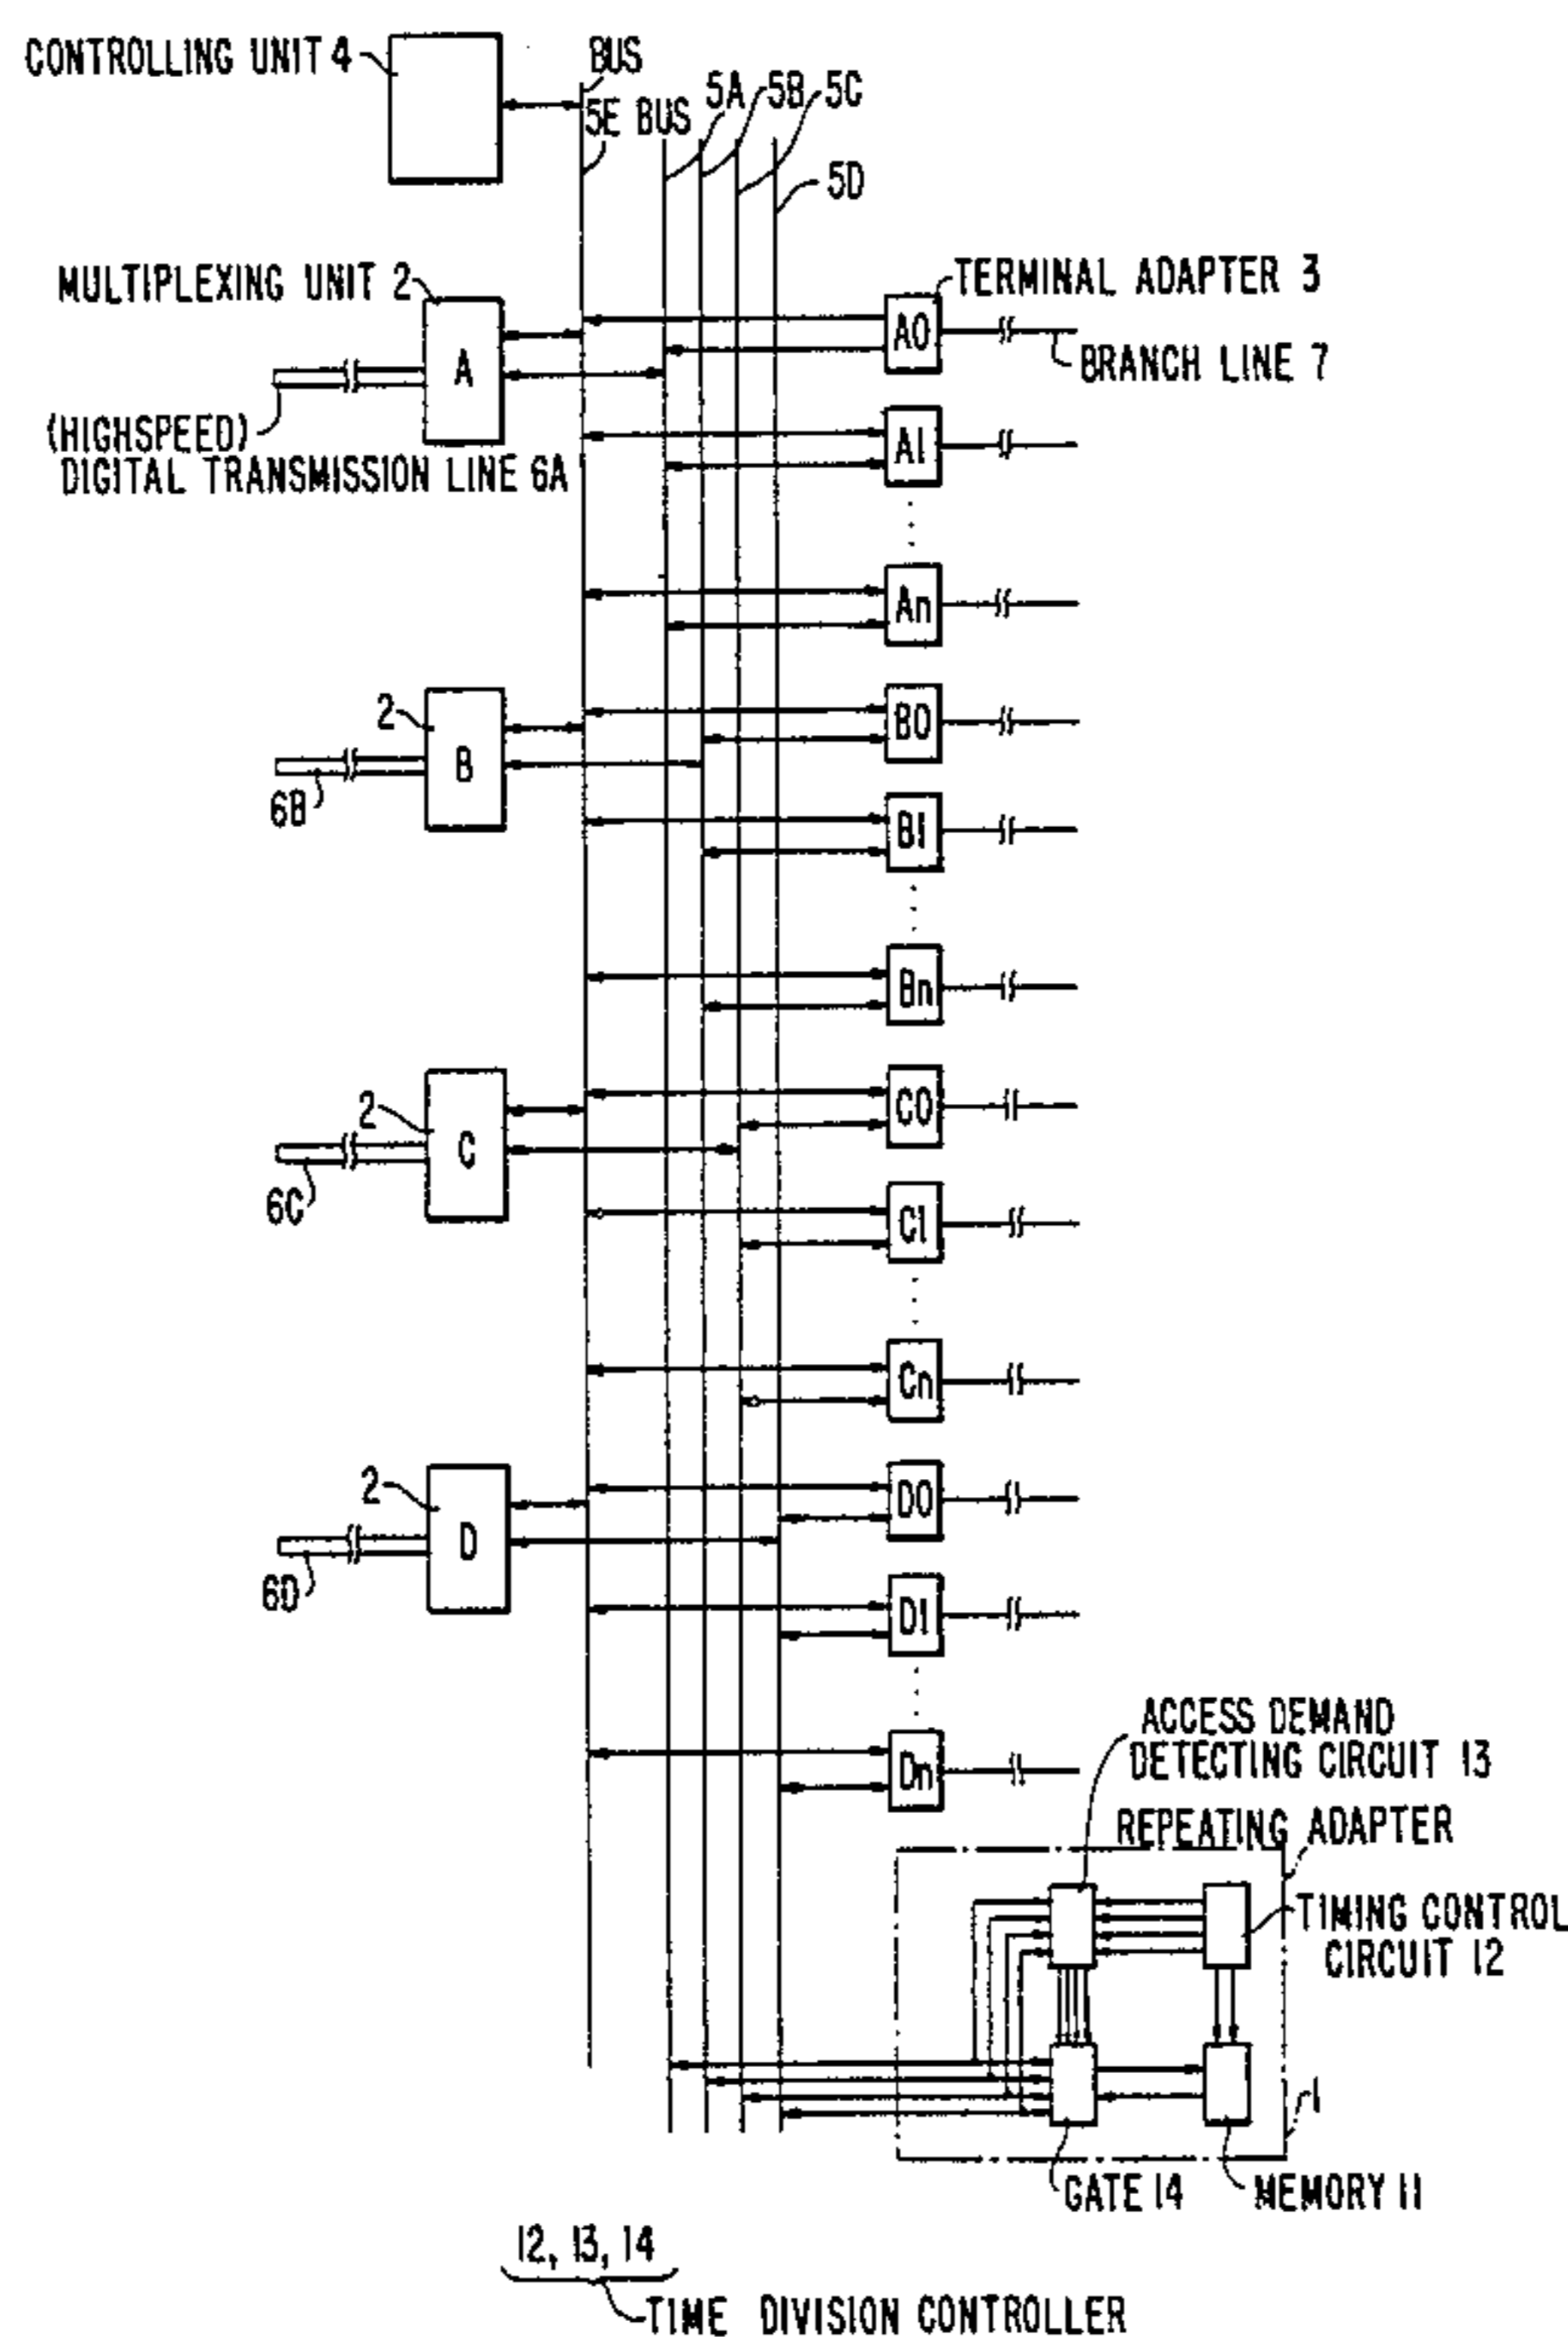 CONTROLLING UNIT 4
BUS
5E BUS
5A
5B
5C
5D
MULTIPLEXING UNIT 2
A
(HIGHSPEED)
DIGITAL TRANSMISSION LINE 6A
A0
TERMINAL ADAPTER 3
BRANCH LINE 7
A1
An
2
B
6B
B0
B1
Bn
2
C
6C
C0
C1
Cn
2
D
6D
D0
D1
Dn
ACCESS DEMAND
DETECTING CIRCUIT 13
REPEATING ADAPTER
TIMING CONTROL
CIRCUIT 12
1
GATE 14
MEMORY 11
12, 13, 14
TIME DIVISION CONTROLLER